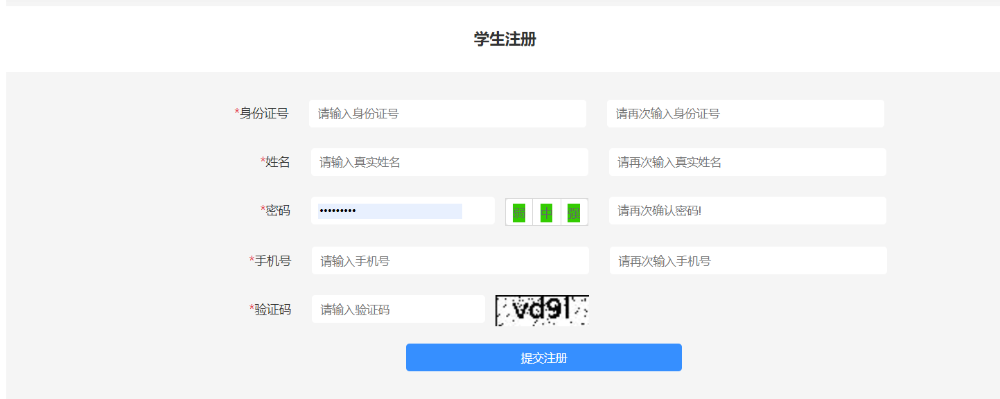 学生注册
*身份证号 请输入身份证号 请再次输入身份证号
*姓名 请输入真实姓名 请再次输入真实姓名
*密码 ••••••••• 弱 中 强 请再次确认密码!
*手机号 请输入手机号 请再次输入手机号
*验证码 请输入验证码
提交注册